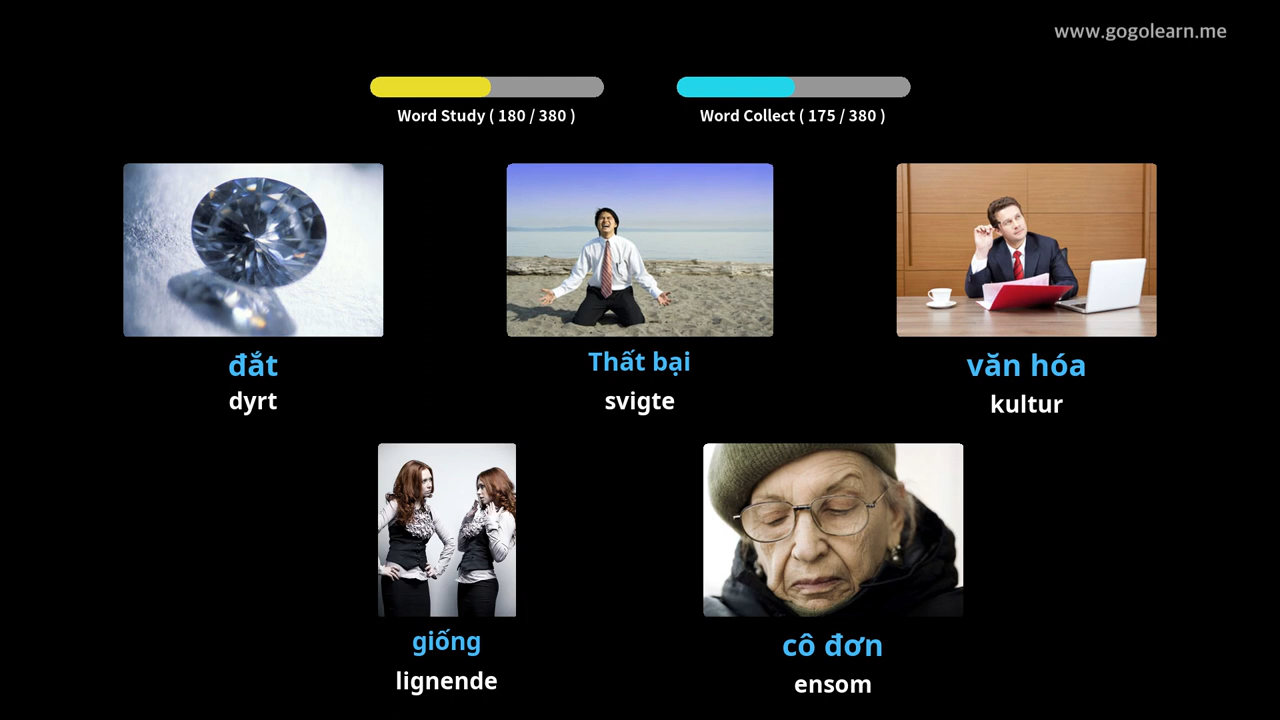 www.gogolearn.me
Word Study ( 180 / 380 )
Word Collect ( 175 / 380 )
đắt
dyrt
Thất bại
svigte
văn hóa
kultur
giống
lignende
cô đơn
ensom